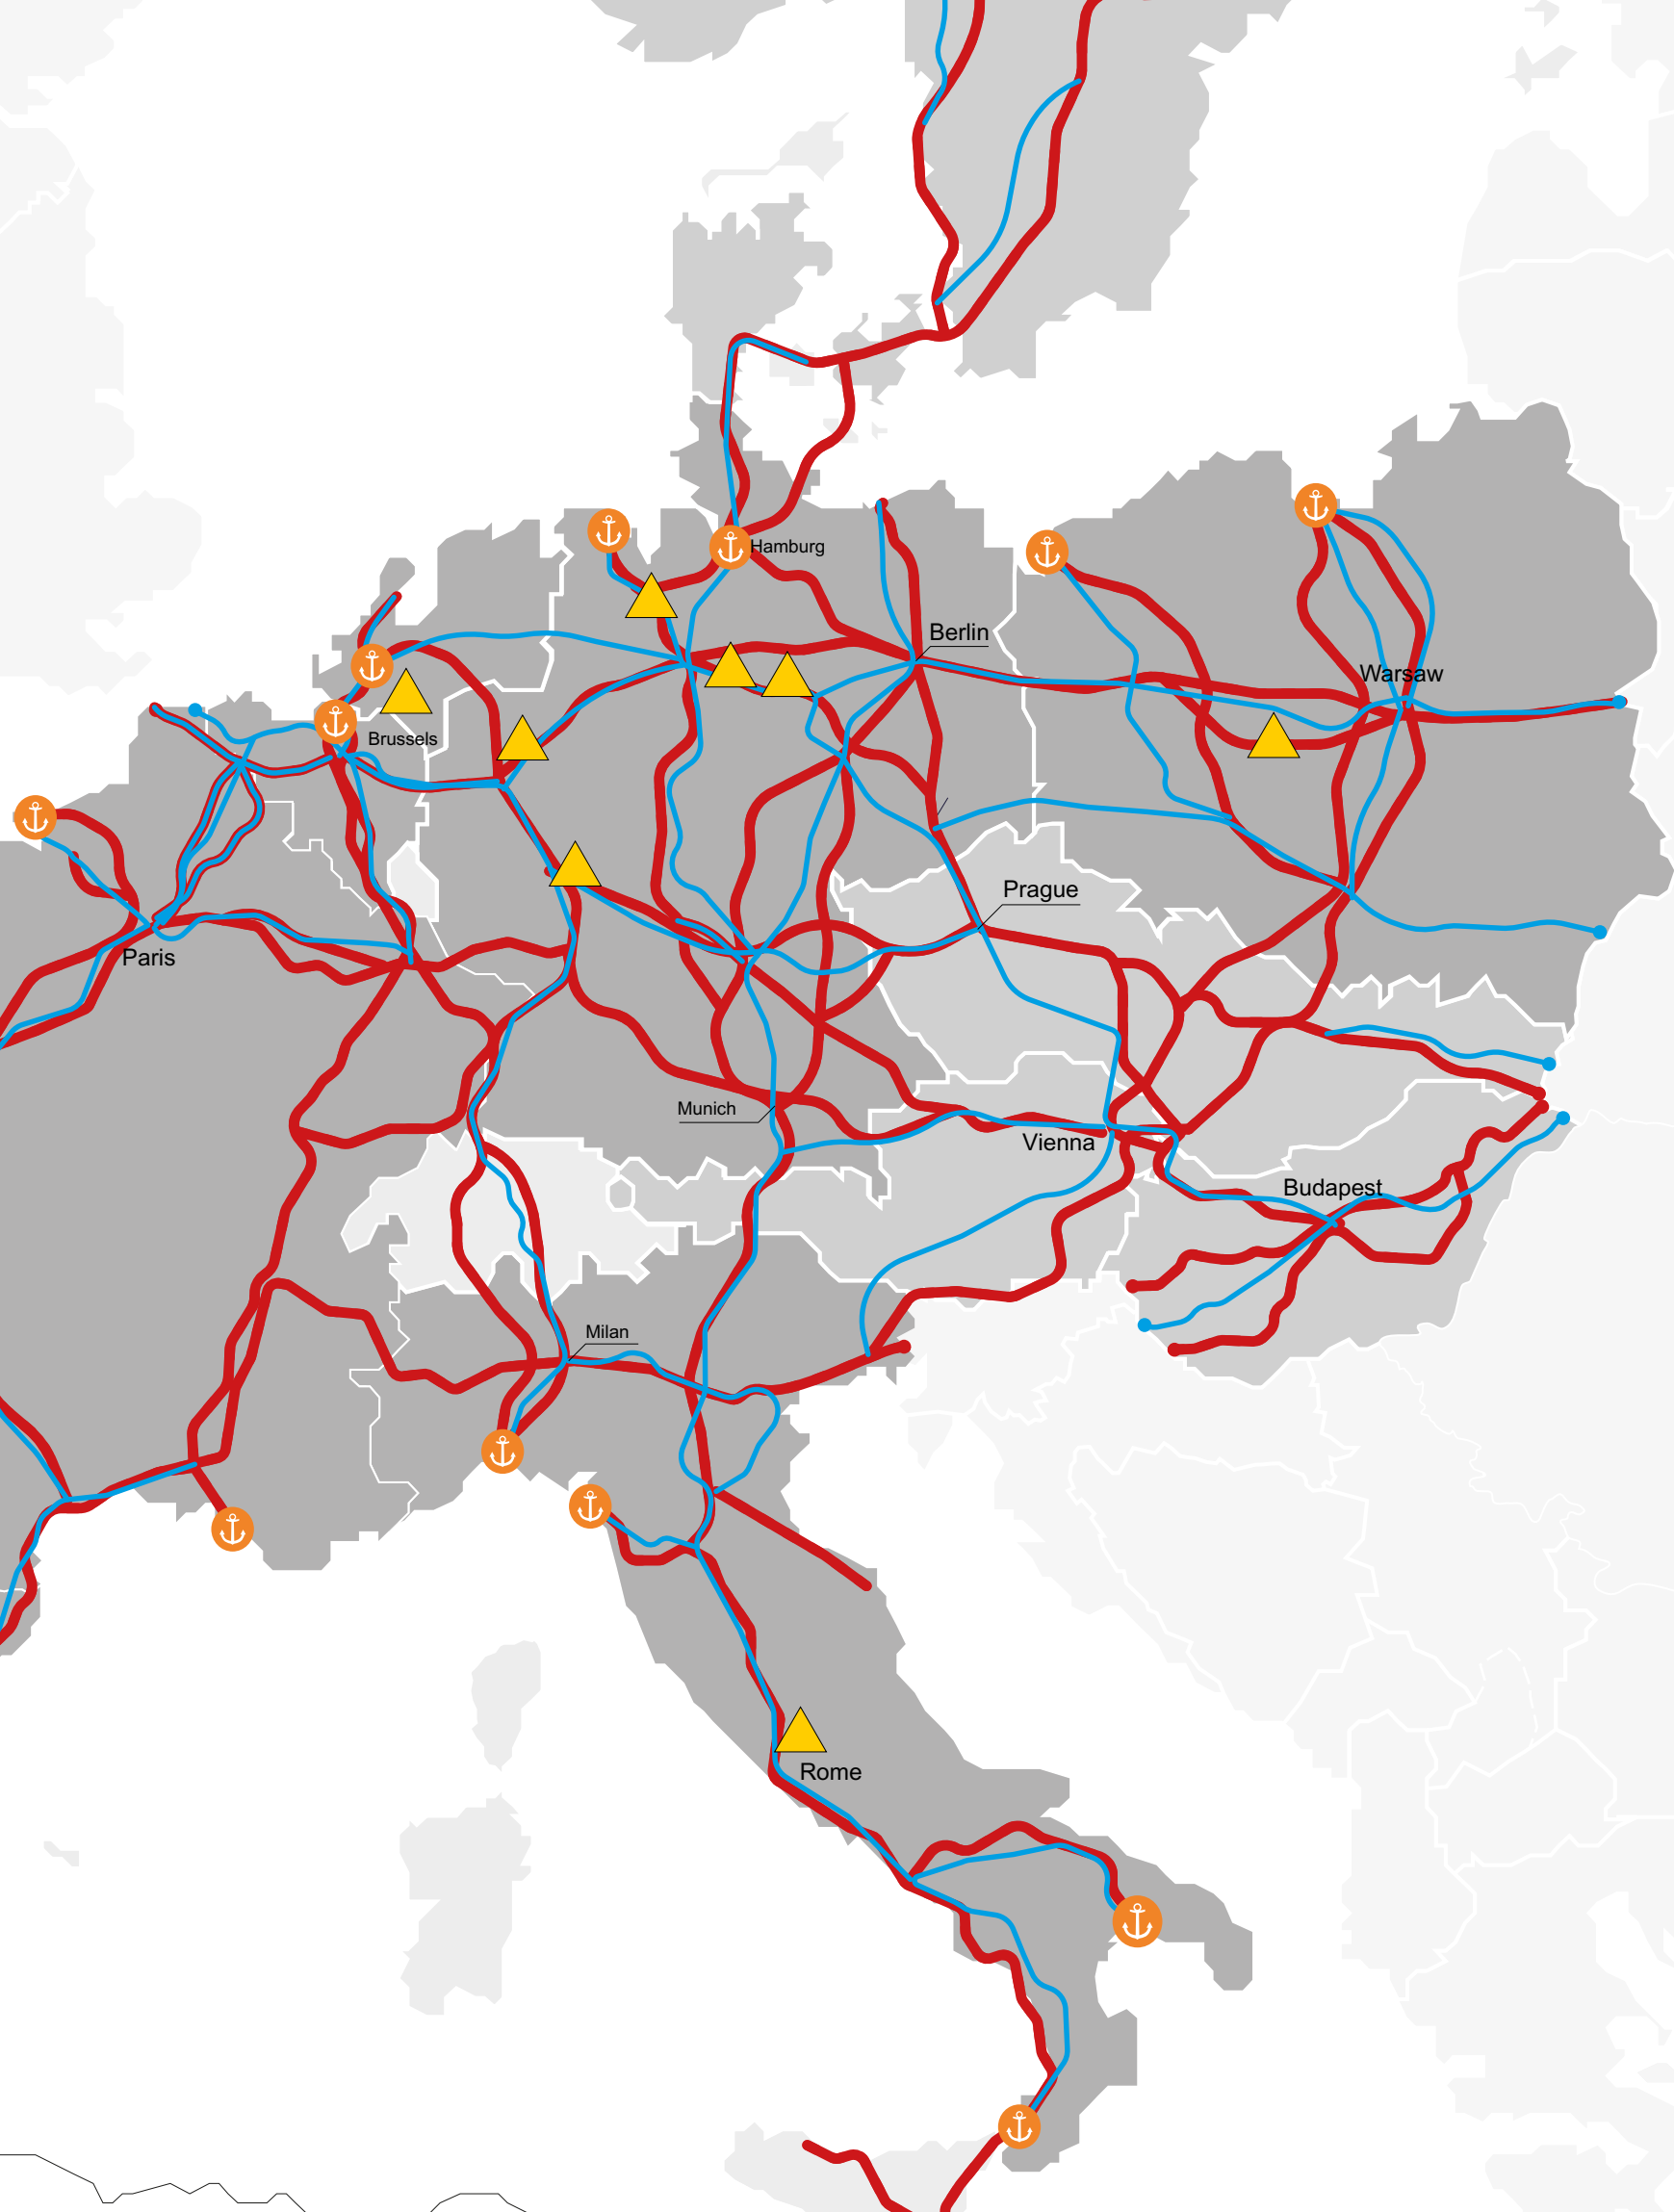 Hamburg
Berlin
Warsaw
Brussels
Prague
Paris
Munich
Vienna
Budapest
Milan
Rome